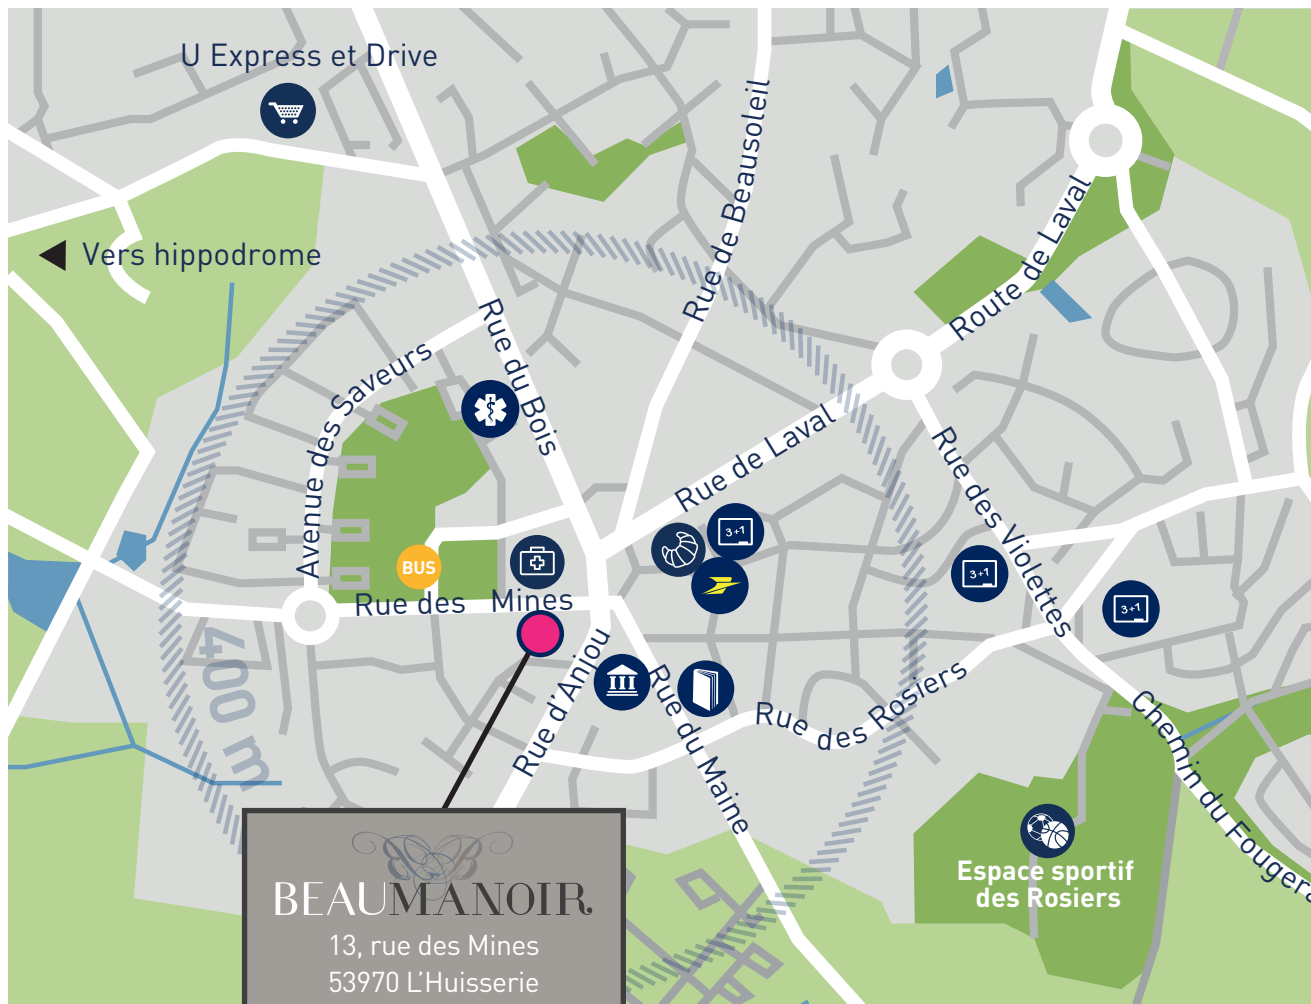 U Express et Drive
Vers hippodrome
Rue de Beausoleil
Route de Laval
Rue du Bois
Avenue des Saveurs
Rue de Laval
Rue des Violettes
3+1
3+1
3+1
BUS
Rue des Mines
400 m
Rue d'Anjou
Rue du Maine
Rue des Rosiers
Chemin du Fougera
Espace sportif
des Rosiers
BB
BEAUMANOIR
13, rue des Mines
53970 L'Huisserie